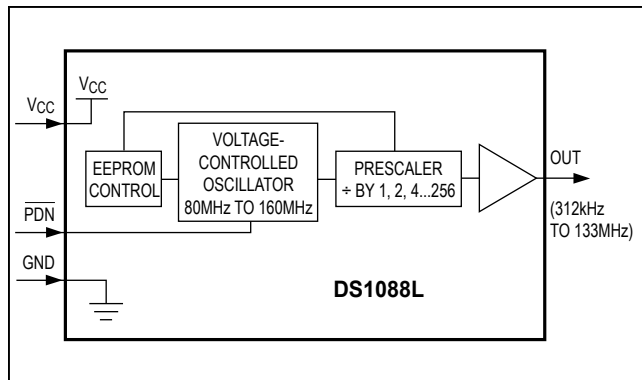 VCC
VCC
EEPROM
CONTROL
VOLTAGE-
CONTROLLED
OSCILLATOR
80MHz TO 160MHz
PRESCALER
÷ BY 1, 2, 4...256
OUT
(312kHz
TO 133MHz)
PDN
GND
DS1088L